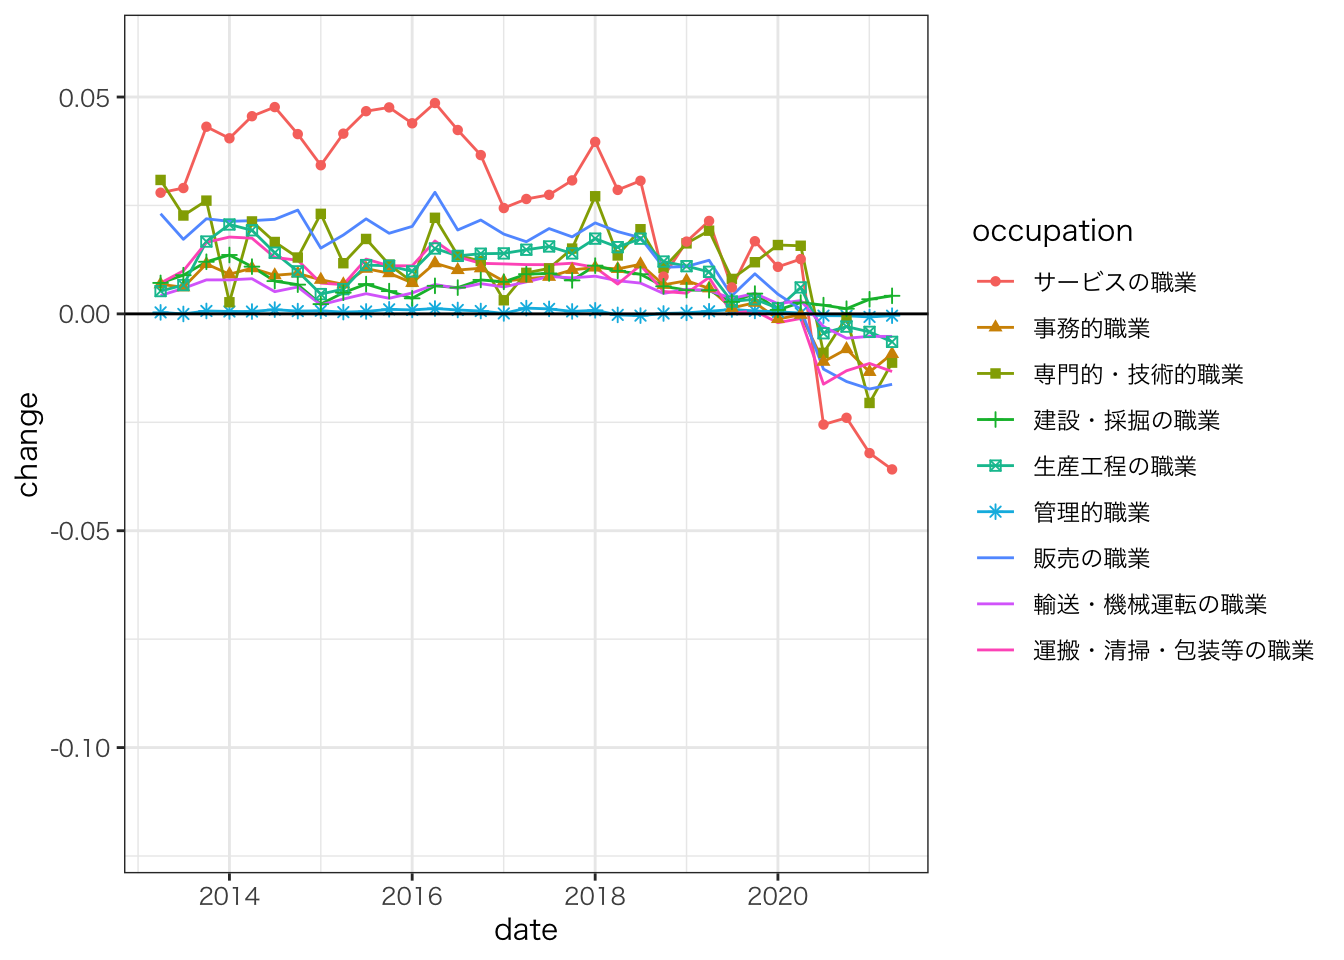 0.05
0.00
-0.05
-0.10
change
2014 2016 2018 2020
date
occupation
サービスの職業
事務的職業
専門的・技術的職業
建設・採掘の職業
生産工程の職業
管理的職業
販売の職業
輸送・機械運転の職業
運搬・清掃・包装等の職業